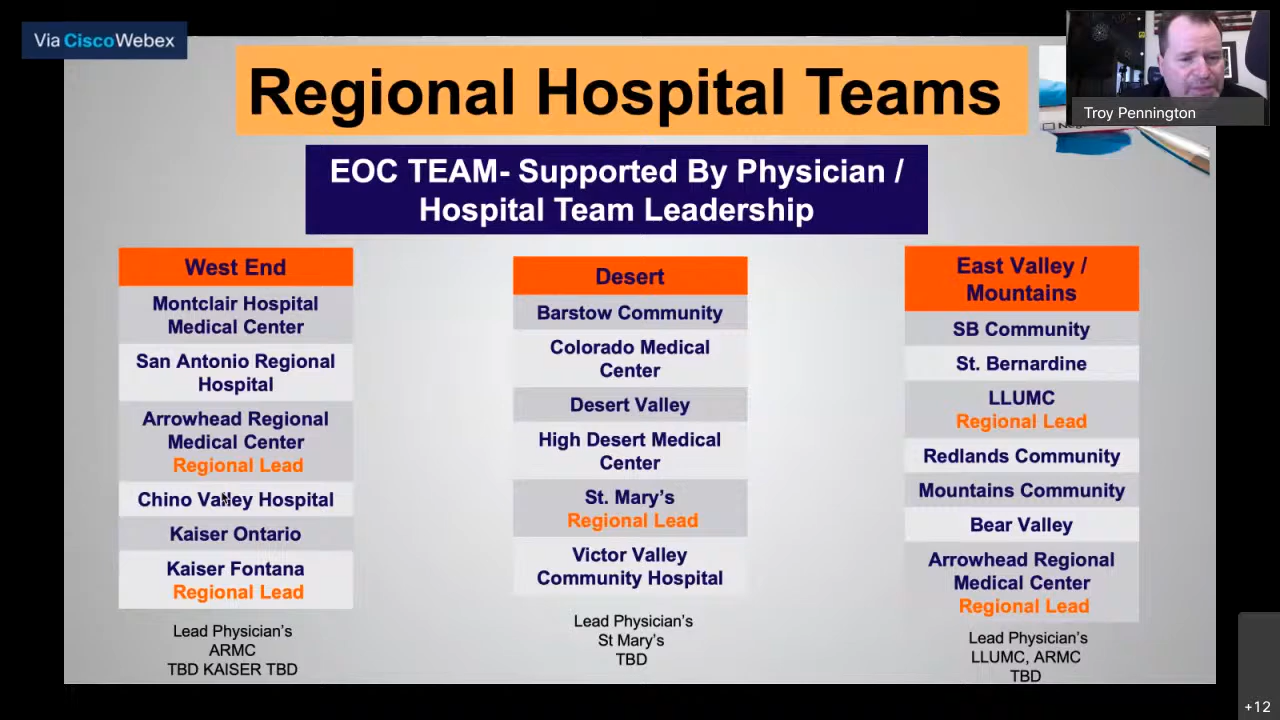 Via CiscoWebex
Regional Hospital Teams
Troy Pennington
EOC TEAM- Supported By Physician /
Hospital Team Leadership
West End
Montclair Hospital
Medical Center
San Antonio Regional
Hospital
Arrowhead Regional
Medical Center
Regional Lead
Chino Valley Hospital
Kaiser Ontario
Kaiser Fontana
Regional Lead
Lead Physician's
ARMC
TBD KAISER TBD
Desert
Barstow Community
Colorado Medical
Center
Desert Valley
High Desert Medical
Center
St. Mary's
Regional Lead
Victor Valley
Community Hospital
Lead Physician's
St Mary's
TBD
East Valley /
Mountains
SB Community
St. Bernardine
LLUMC
Regional Lead
Redlands Community
Mountains Community
Bear Valley
Arrowhead Regional
Medical Center
Regional Lead
Lead Physician's
LLUMC, ARMC
TBD
+12